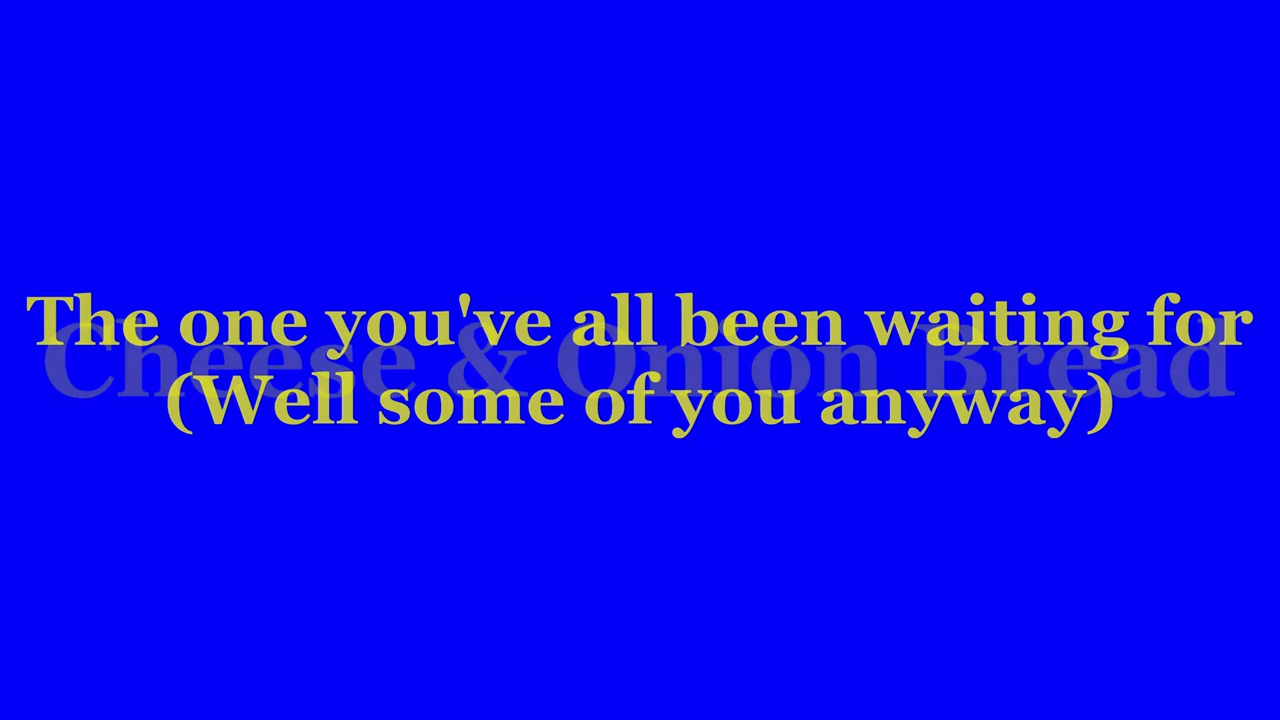 The one you've all been waiting for
Cheese & Onion Bread
(Well some of you anyway)